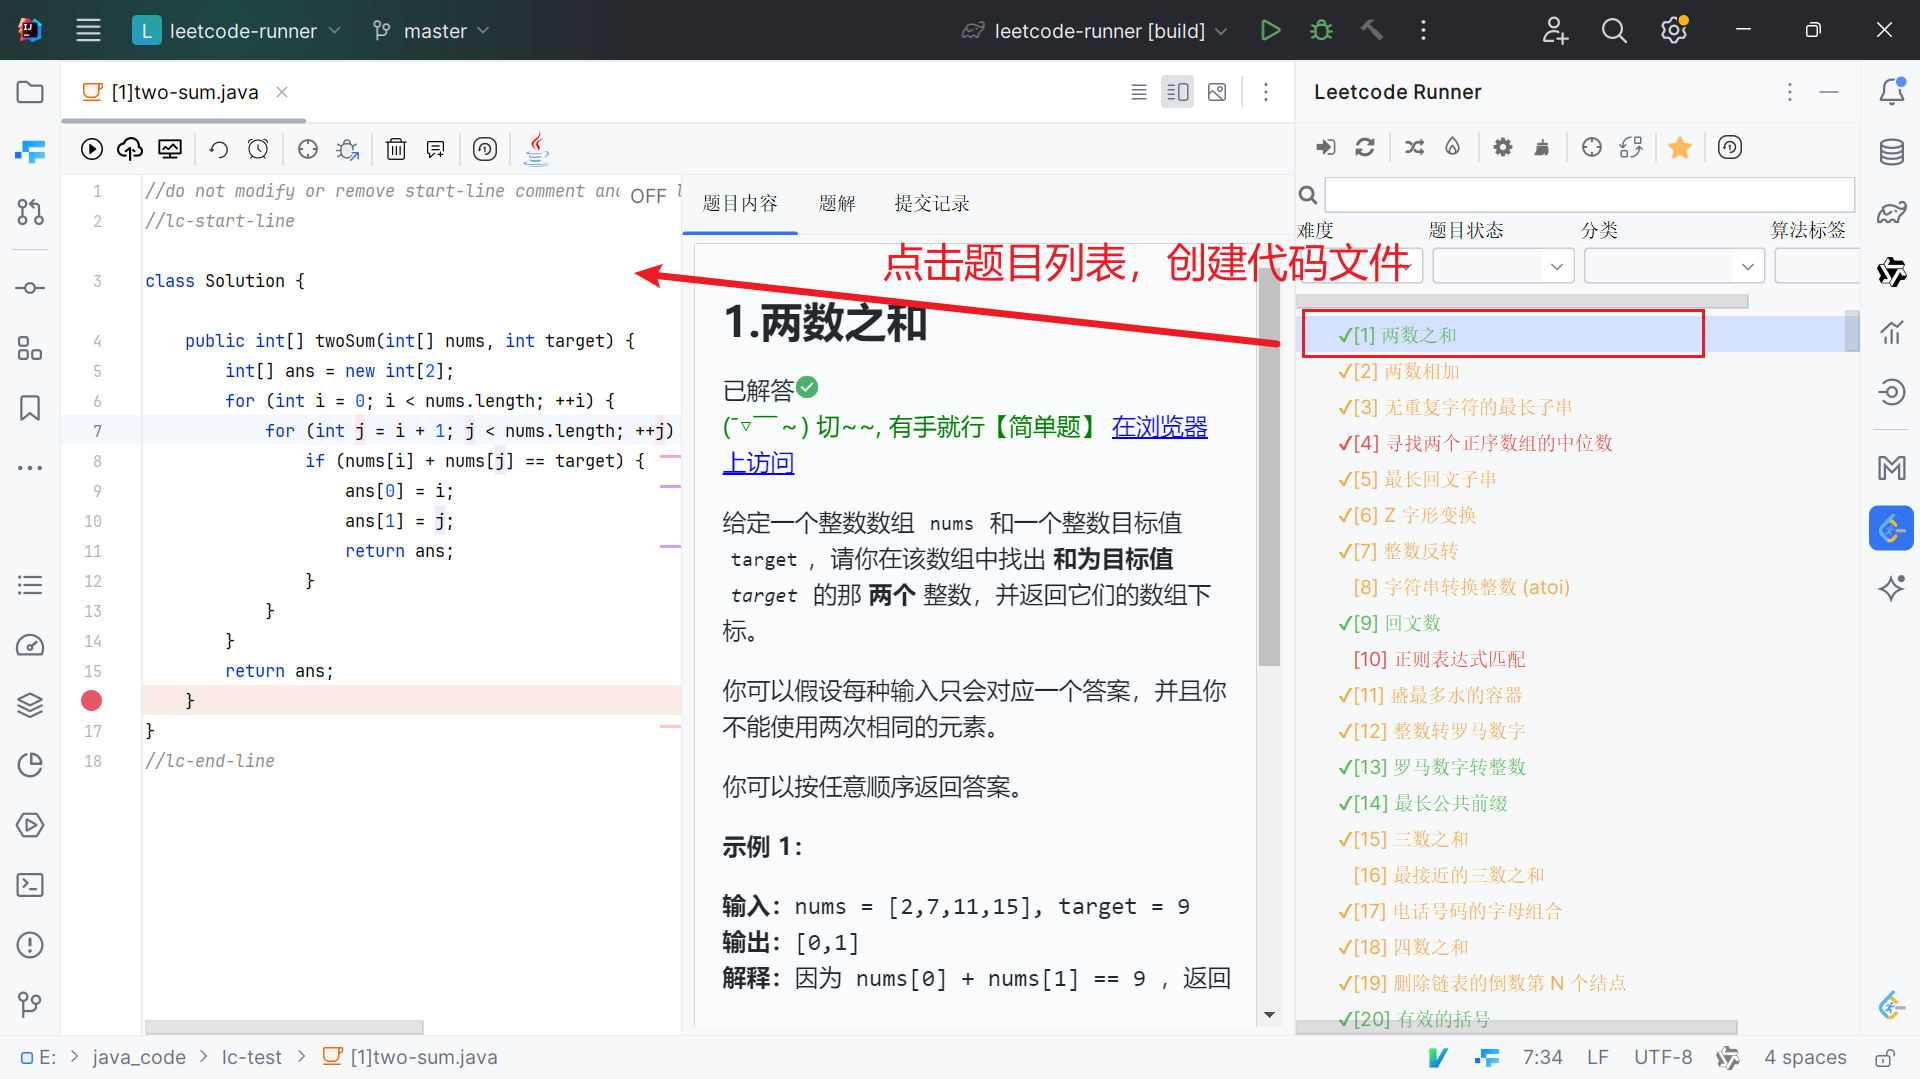 L leetcode-runner master leetcode-runner [build]
[1]two-sum.java
Leetcode Runner
1 //do not modify or remove start-line comment and OFF
2 //lc-start-line
3 class Solution {
4 public int[] twoSum(int[] nums, int target) {
5 int[] ans = new int[2];
6 for (int i = 0; i < nums.length; ++i) {
7 for (int j = i + 1; j < nums.length; ++j)
8 if (nums[i] + nums[j] == target) {
9 ans[0] = i;
10 ans[1] = j;
11 return ans;
12 }
13 }
14 }
15 return ans;
}
17 }
18 //lc-end-line
题目内容 题解 提交记录
点击题目列表，创建代码文件
1.两数之和
已解答
(¯▽¯~) 切~~, 有手就行【简单题】 在浏览器
上访问
给定一个整数数组 nums 和一个整数目标值
target ，请你在该数组中找出 和为目标值
target 的那 两个 整数，并返回它们的数组下
标。
你可以假设每种输入只会对应一个答案，并且你
不能使用两次相同的元素。
你可以按任意顺序返回答案。
示例 1：
输入：nums = [2,7,11,15], target = 9
输出：[0,1]
解释：因为 nums[0] + nums[1] == 9 ，返回
难度 题目状态 分类 算法标签
✓[1] 两数之和
✓[2] 两数相加
✓[3] 无重复字符的最长子串
✓[4] 寻找两个正序数组的中位数
✓[5] 最长回文子串
✓[6] Z 字形变换
✓[7] 整数反转
[8] 字符串转换整数 (atoi)
✓[9] 回文数
[10] 正则表达式匹配
✓[11] 盛最多水的容器
✓[12] 整数转罗马数字
✓[13] 罗马数字转整数
✓[14] 最长公共前缀
✓[15] 三数之和
[16] 最接近的三数之和
✓[17] 电话号码的字母组合
✓[18] 四数之和
✓[19] 删除链表的倒数第 N 个结点
✓[20] 有效的括号
E: > java_code > lc-test > [1]two-sum.java
7:34 LF UTF-8 4 spaces